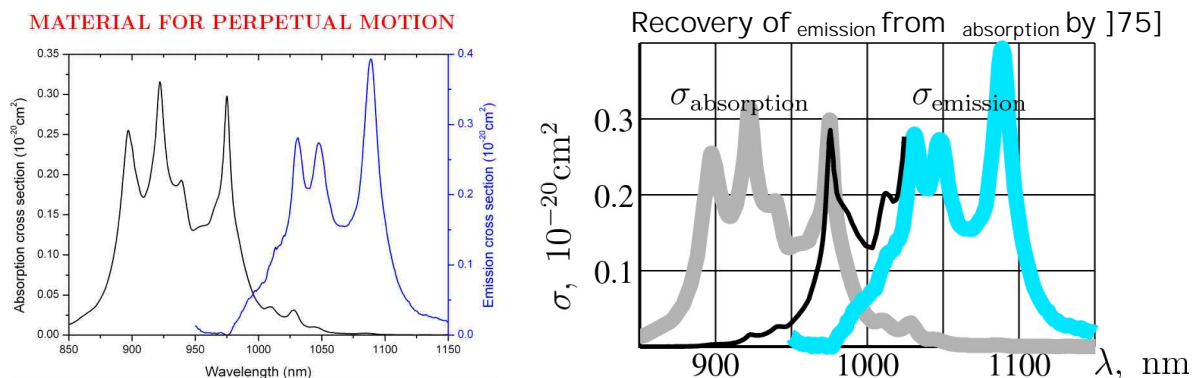 MATERIAL FOR PERPETUAL MOTION
Absorption cross section (10⁻²⁰cm²)
0.35
0.30
0.25
0.20
0.15
0.10
0.05
0.00
850
900
950
1000
1050
1100
1150
Wavelength (nm)
0.4
0.3
0.2
0.1
0.0
Emission cross section (10⁻²⁰cm²)
Recovery of emission from absorption by ]75]
σabsorption
σemission
σ, 10⁻²⁰cm²
0.3
0.2
0.1
900
1000
1100
λ, nm